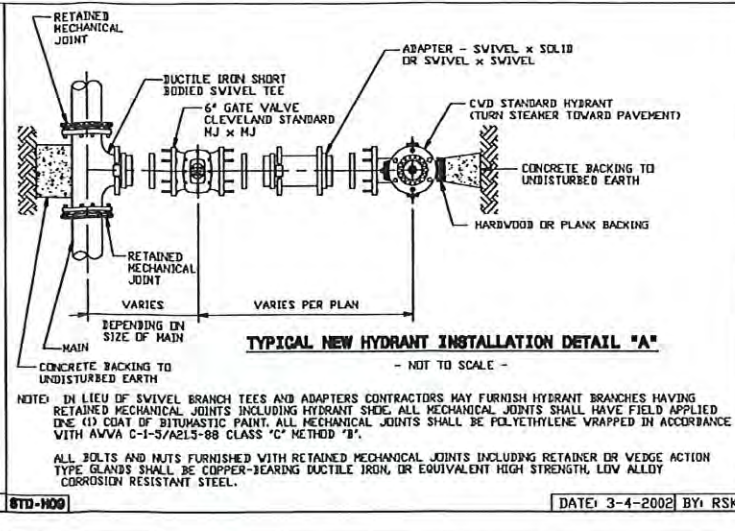 RETAINED
MECHANICAL
JOINT
DUCTILE IRON SHORT
BODIED SWIVEL TEE
6" GATE VALVE
CLEVELAND STANDARD
MJ x MJ
ADAPTER - SWIVEL x SOLID
OR SWIVEL x SWIVEL
CWD STANDARD HYDRANT
(TURN STEAMER TOWARD PAVEMENT)
CONCRETE BACKING TO
UNDISTURBED EARTH
HARDWOOD OR PLANK BACKING
RETAINED
MECHANICAL
JOINT
VARIES
DEPENDING ON
SIZE OF MAIN
VARIES PER PLAN
MAIN
CONCRETE BACKING TO
UNDISTURBED EARTH
TYPICAL NEW HYDRANT INSTALLATION DETAIL "A"
- NOT TO SCALE -
NOTE: IN LIEU OF SWIVEL BRANCH TEES AND ADAPTERS CONTRACTORS MAY FURNISH HYDRANT BRANCHES HAVING
RETAINED MECHANICAL JOINTS INCLUDING HYDRANT SHOE. ALL MECHANICAL JOINTS SHALL HAVE FIELD APPLIED
ONE (1) COAT OF BITUMASTIC PAINT. ALL MECHANICAL JOINTS SHALL BE POLYETHYLENE WRAPPED IN ACCORDANCE
WITH AWWA C-1-5/A21.5-88 CLASS "C" METHOD "B".
ALL BOLTS AND NUTS FURNISHED WITH RETAINED MECHANICAL JOINTS INCLUDING RETAINER OR WEDGE ACTION
TYPE GLANDS SHALL BE COPPER-BEARING DUCTILE IRON, OR EQUIVALENT HIGH STRENGTH, LOW ALLOY
CORROSION RESISTANT STEEL.
STD-H09
DATE: 3-4-2002 BY: RSK